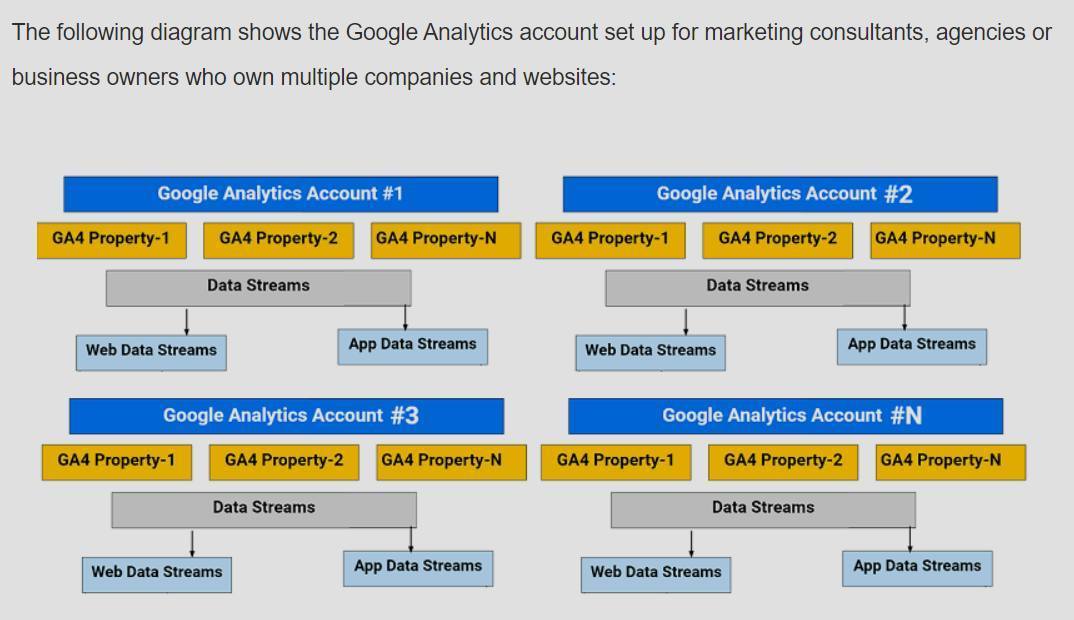 The following diagram shows the Google Analytics account set up for marketing consultants, agencies or
business owners who own multiple companies and websites:
Google Analytics Account #1
GA4 Property-1 GA4 Property-2 GA4 Property-N
Data Streams
Web Data Streams App Data Streams
Google Analytics Account #2
GA4 Property-1 GA4 Property-2 GA4 Property-N
Data Streams
Web Data Streams App Data Streams
Google Analytics Account #3
GA4 Property-1 GA4 Property-2 GA4 Property-N
Data Streams
Web Data Streams App Data Streams
Google Analytics Account #N
GA4 Property-1 GA4 Property-2 GA4 Property-N
Data Streams
Web Data Streams App Data Streams